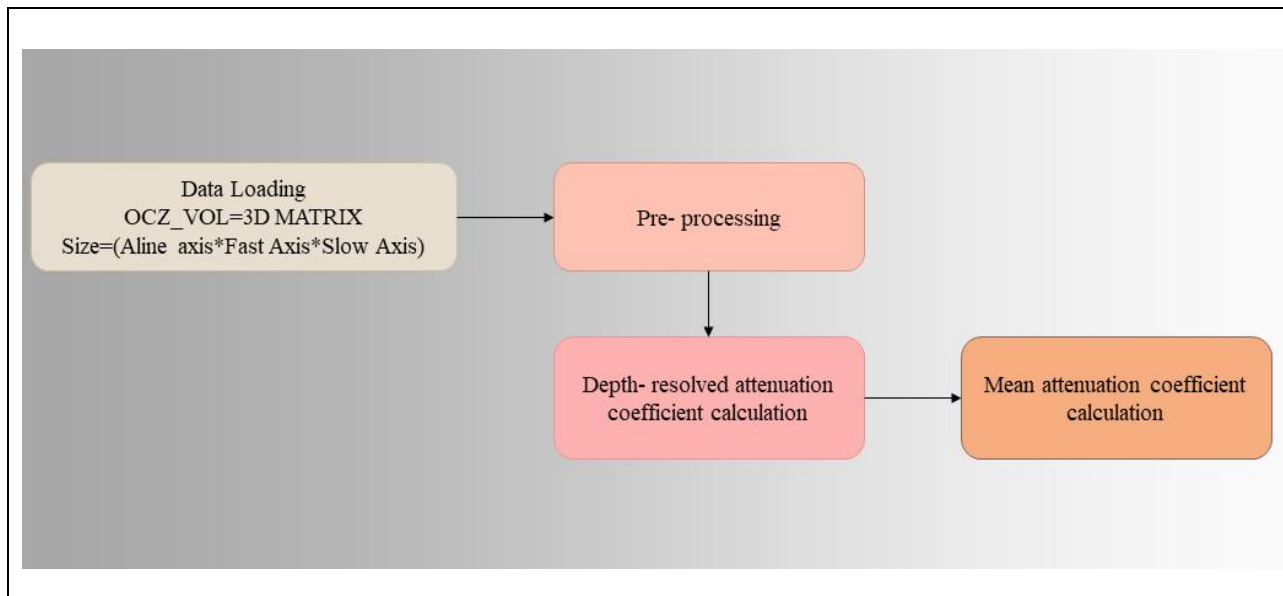 Data Loading
OCZ_VOL=3D MATRIX
Size=(Aline axis*Fast Axis*Slow Axis)
Pre- processing
Depth- resolved attenuation
coefficient calculation
Mean attenuation coefficient
calculation